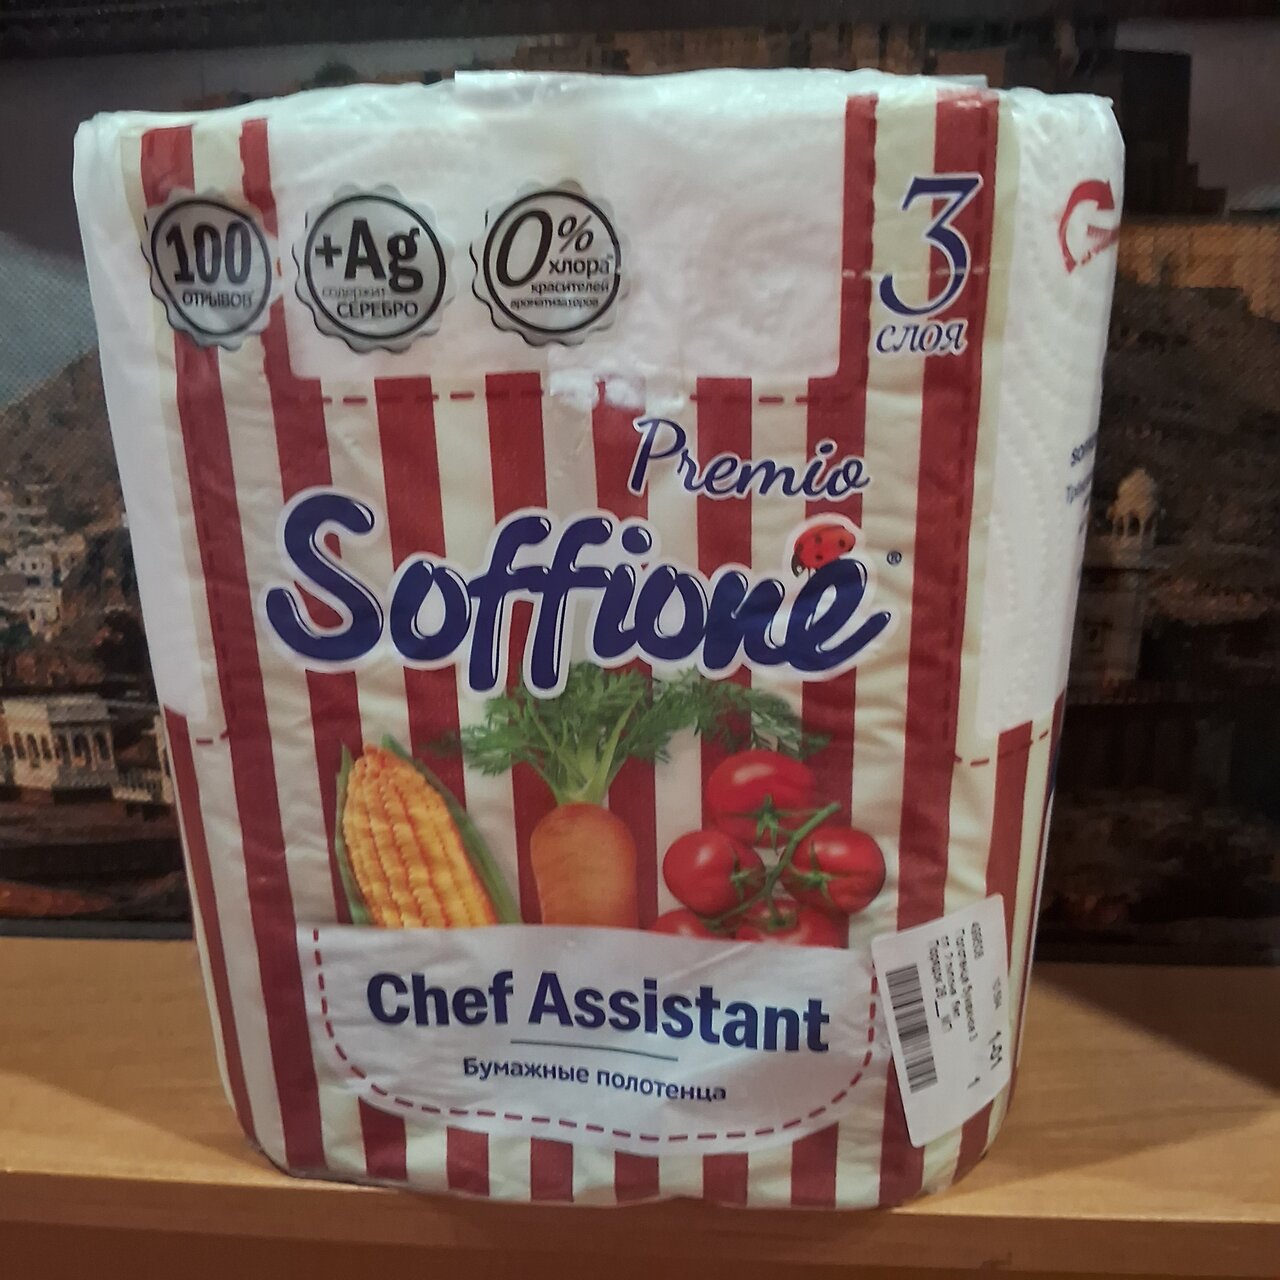 100
ОТРЫВОВ
+Ag
содержит
СЕРЕБРО
0%
хлора
красителей
ароматизаторов
3
слоя
Premio
Soffione®
Chef Assistant
Бумажные полотенца